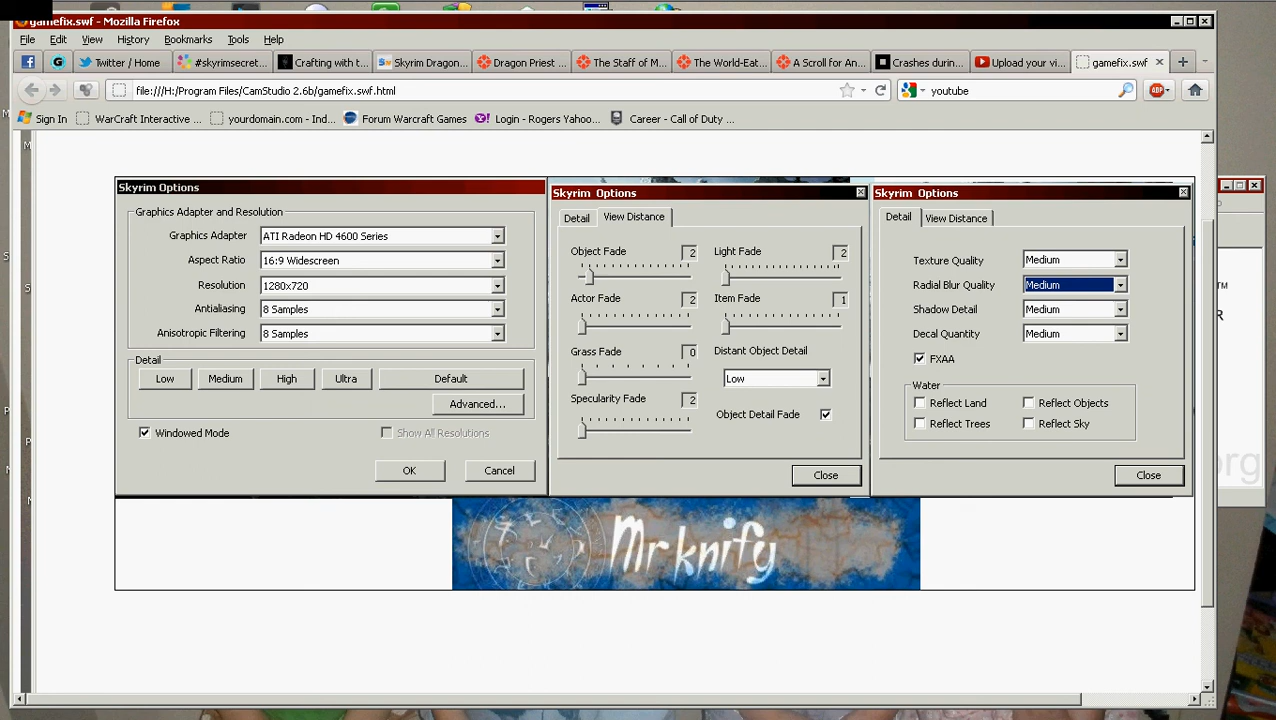 gamefix.swf - Mozilla Firefox
File Edit View History Bookmarks Tools Help
Twitter / Home
#skyrimsecret...
Crafting with t...
Skyrim Dragon...
Dragon Priest ...
The Staff of M...
The World-Eat...
A Scroll for An...
Crashes durin...
Upload your vi...
gamefix.swf
file:///H:/Program Files/CamStudio 2.6b/gamefix.swf.html
youtube
ABP
Sign In
WarCraft Interactive ...
yourdomain.com - Ind...
Forum Warcraft Games
Login - Rogers Yahoo...
Career - Call of Duty ...
Skyrim Options
Graphics Adapter and Resolution
Graphics Adapter ATI Radeon HD 4600 Series
Aspect Ratio 16:9 Widescreen
Resolution 1280x720
Antialiasing 8 Samples
Anisotropic Filtering 8 Samples
Detail
Low Medium High Ultra Default
Advanced...
Windowed Mode Show All Resolutions
OK Cancel
Skyrim Options
Detail View Distance
Object Fade 2 Light Fade 2
Actor Fade 2 Item Fade 1
Grass Fade 0 Distant Object Detail
Low
Specularity Fade 2
Object Detail Fade
Close
Skyrim Options
Detail View Distance
Texture Quality Medium
Radial Blur Quality Medium
Shadow Detail Medium
Decal Quantity Medium
FXAA
Water
Reflect Land Reflect Objects
Reflect Trees Reflect Sky
Close
Mr knify
TM
R
org